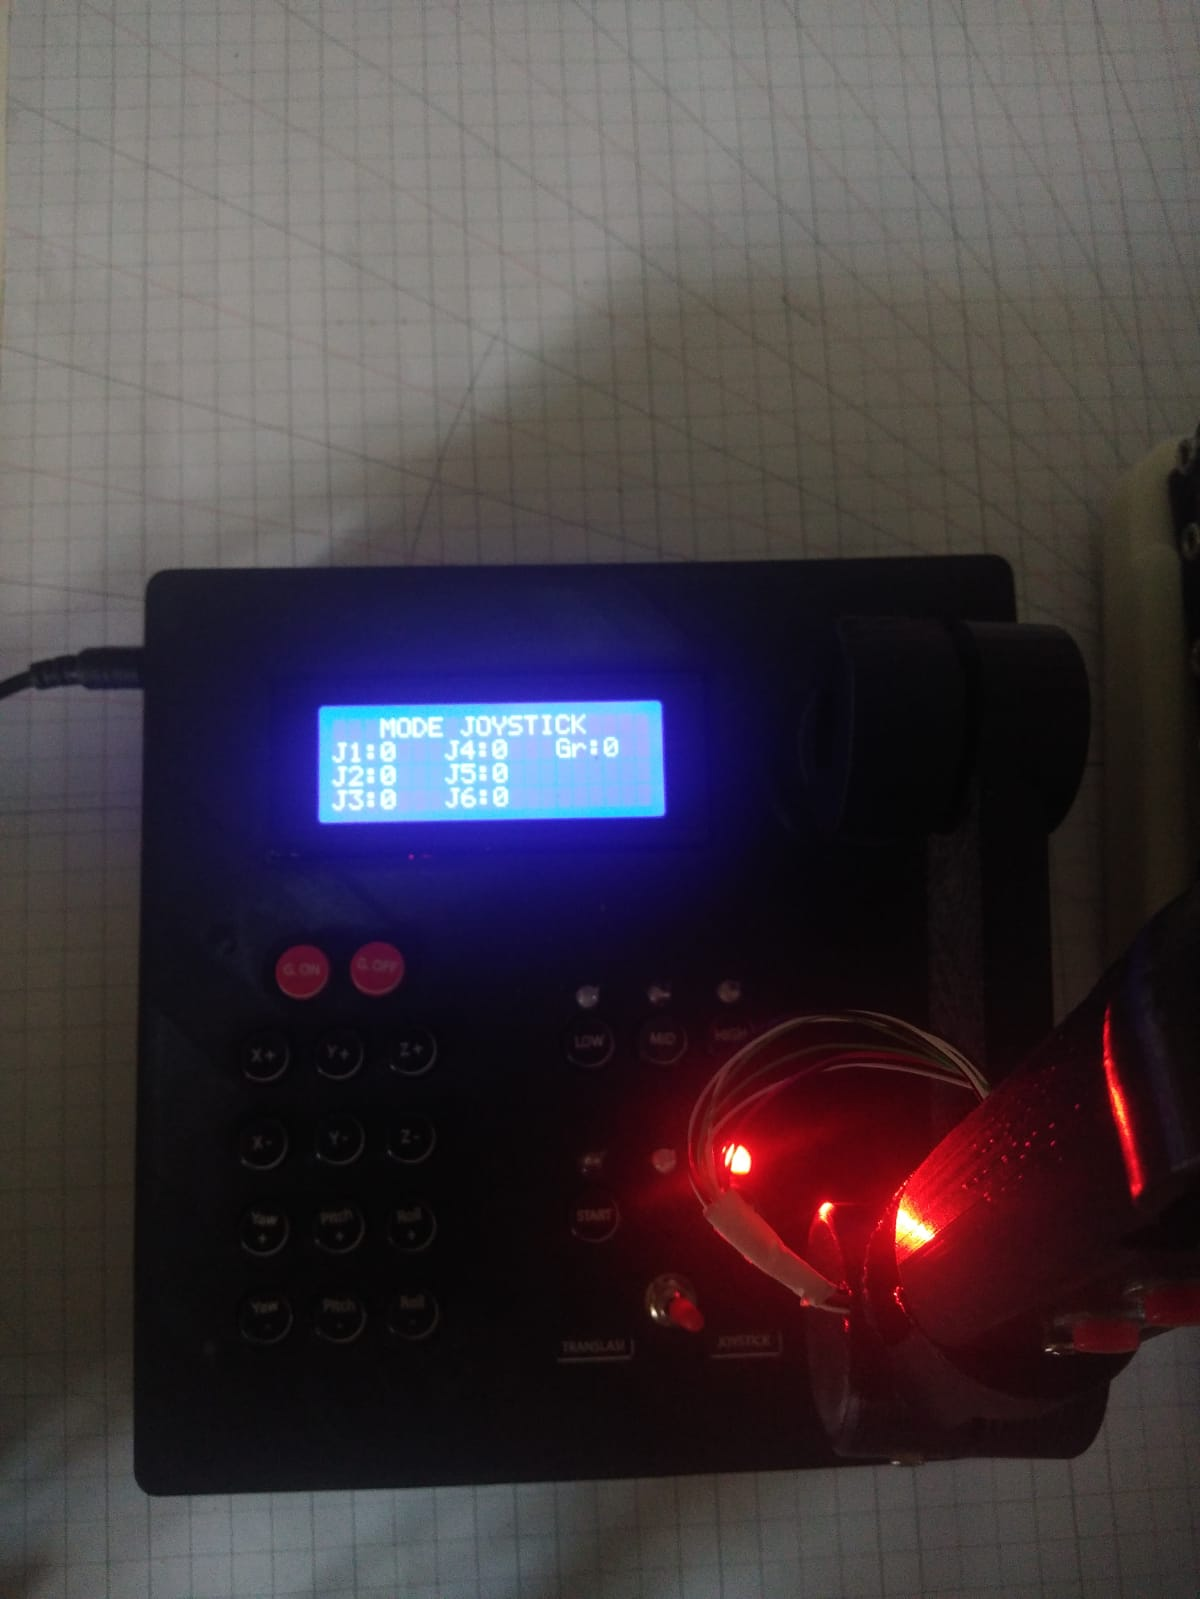 MODE JOYSTICK
J1:0 J4:0 Gr:0
J2:0 J5:0
J3:0 J6:0
G. ON G. OFF
LOW MID HIGH
X+ Y+ Z+
X- Y- Z-
START
Yaw + Pitch + Roll +
Yaw - Pitch - Roll -
TRANSLASI JOYSTICK